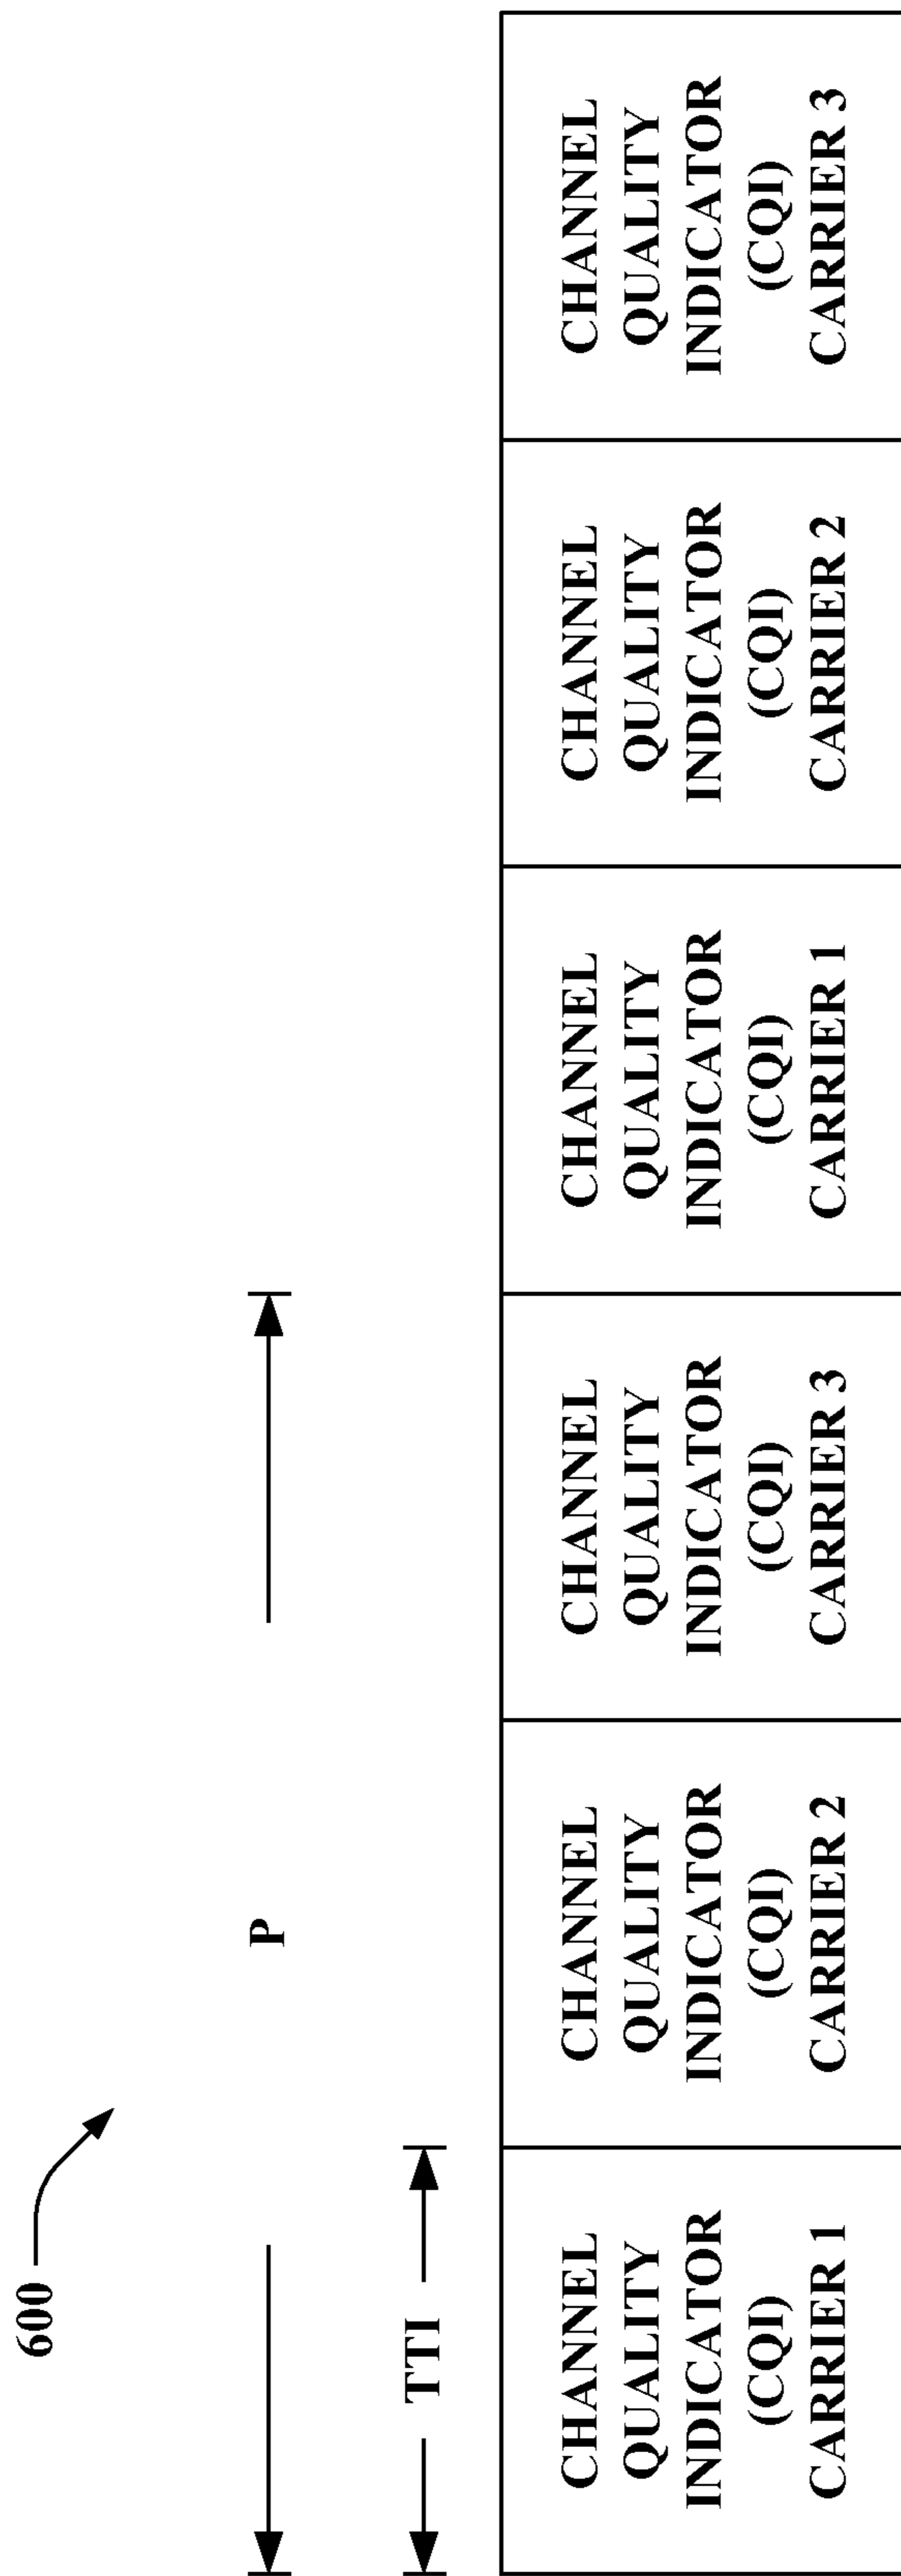 600
P
TTI
CHANNEL
QUALITY
INDICATOR
(CQI)
CARRIER 1
CHANNEL
QUALITY
INDICATOR
(CQI)
CARRIER 2
CHANNEL
QUALITY
INDICATOR
(CQI)
CARRIER 3
CHANNEL
QUALITY
INDICATOR
(CQI)
CARRIER 1
CHANNEL
QUALITY
INDICATOR
(CQI)
CARRIER 2
CHANNEL
QUALITY
INDICATOR
(CQI)
CARRIER 3